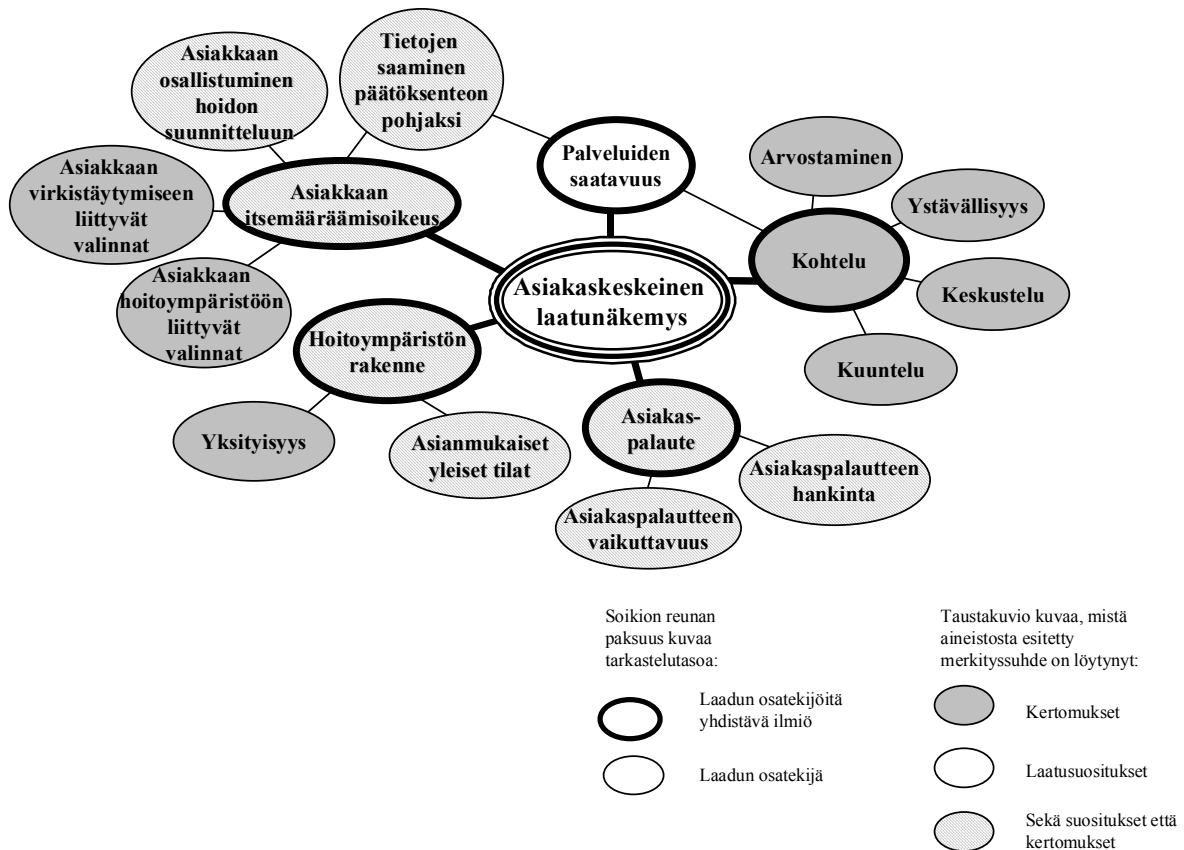 Asiakkaan
osallistuminen
hoidon
suunnitteluun
Tietojen
saaminen
päätöksenteon
pohjaksi
Asiakkaan
virkistäytymiseen
liittyvät
valinnat
Asiakkaan
itsemääräämisoikeus
Palveluiden
saatavuus
Arvostaminen
Ystävällisyys
Kohtelu
Keskustelu
Kuuntelu
Asiakkaan
hoitoympäristöön
liittyvät
valinnat
Asiakaskeskeinen
laatunäkemys
Hoitoympäristön
rakenne
Yksityisyys
Asianmukaiset
yleiset tilat
Asiakas-
palaute
Asiakaspalautteen
hankinta
Asiakaspalautteen
vaikuttavuus
Soikion reunan
paksuus kuvaa
tarkastelutasoa:
Laadun osatekijöitä
yhdistävä ilmiö
Laadun osatekijä
Taustakuvio kuvaa, mistä
aineistosta esitetty
merkityssuhde on löytynyt:
Kertomukset
Laatusuositukset
Sekä suositukset että
kertomukset